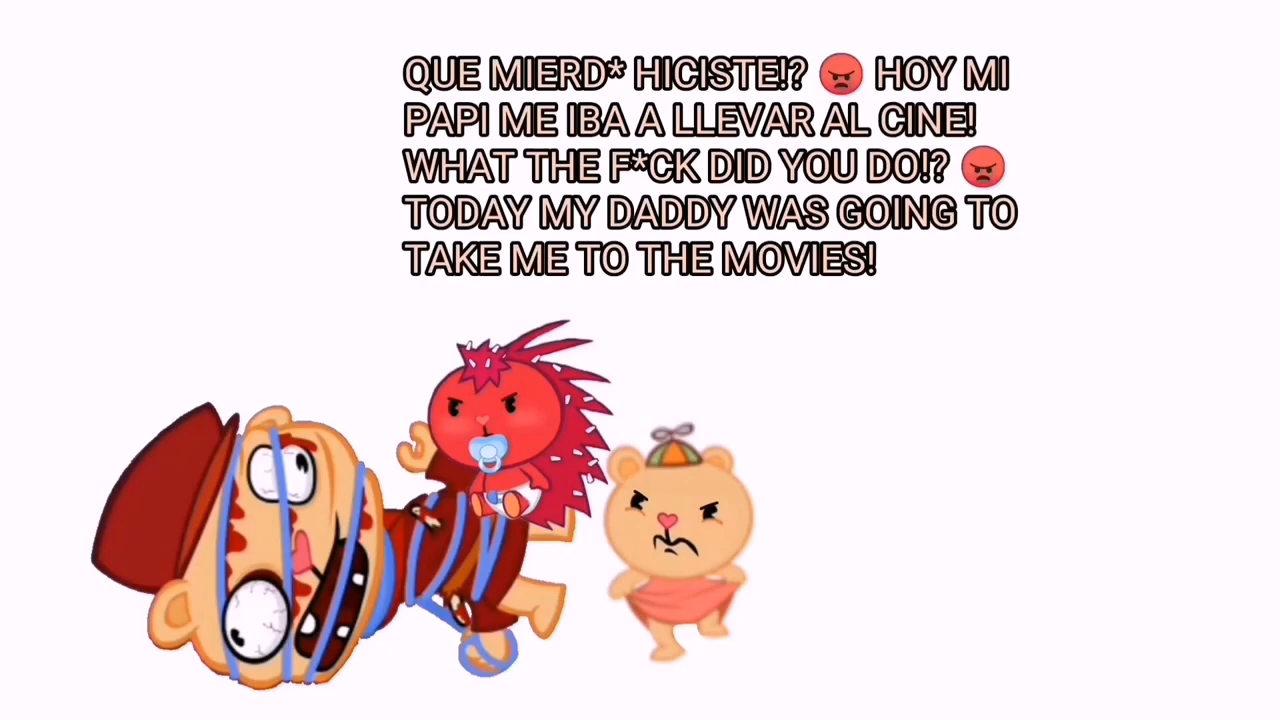 QUE MIERD* HICISTE!? 😡 HOY MI
PAPI ME IBA A LLEVAR AL CINE!
WHAT THE F*CK DID YOU DO!? 😡
TODAY MY DADDY WAS GOING TO
TAKE ME TO THE MOVIES!